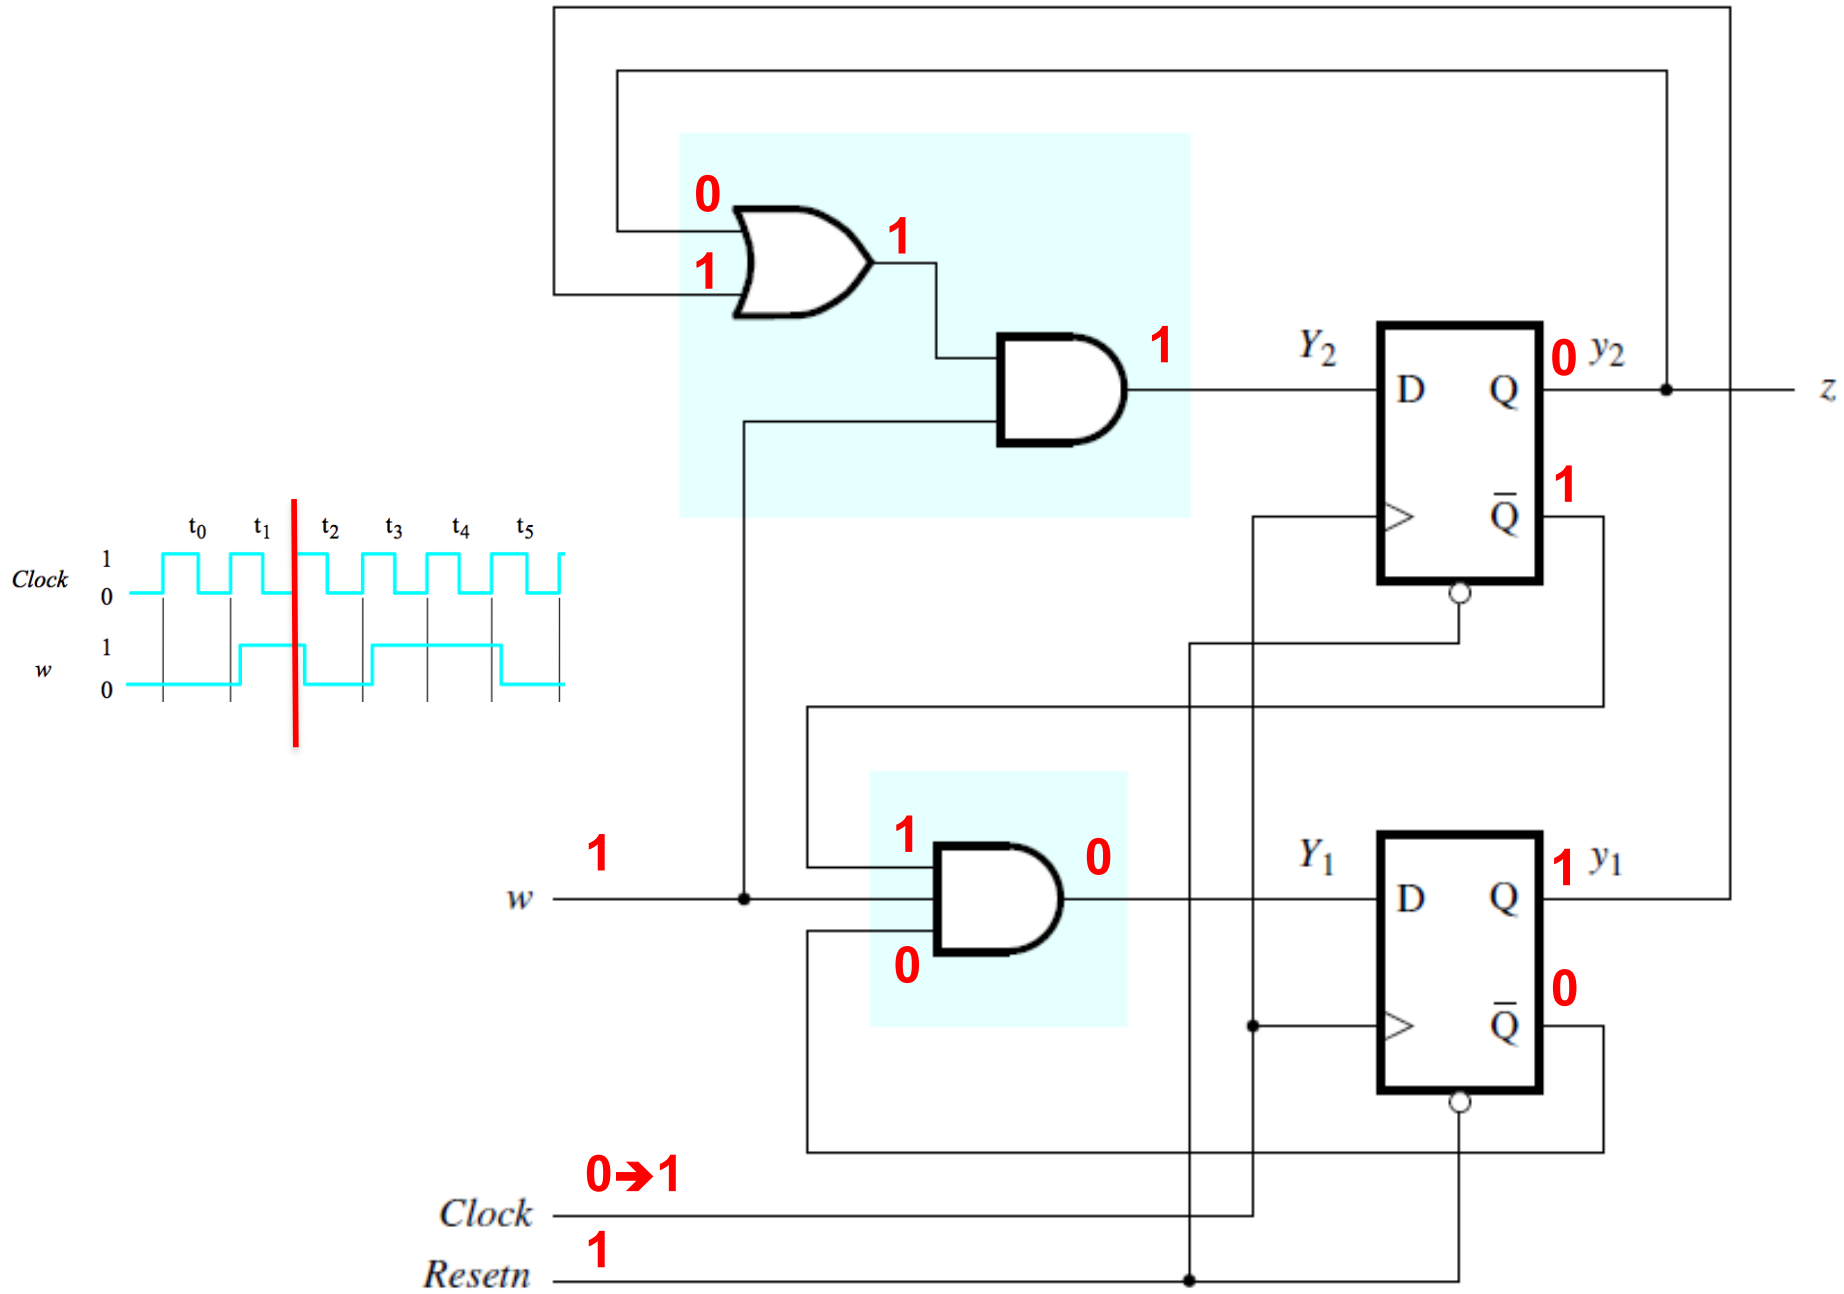 0
1
1
1
Y₂
0 y₂
D Q
z
1
Q̅
t₀ t₁ t₂ t₃ t₄ t₅
1
Clock
0
1
w
0
1
w
1
0
0
Y₁
1 y₁
D Q
0
Q̅
0➔1
Clock
1
Resetn